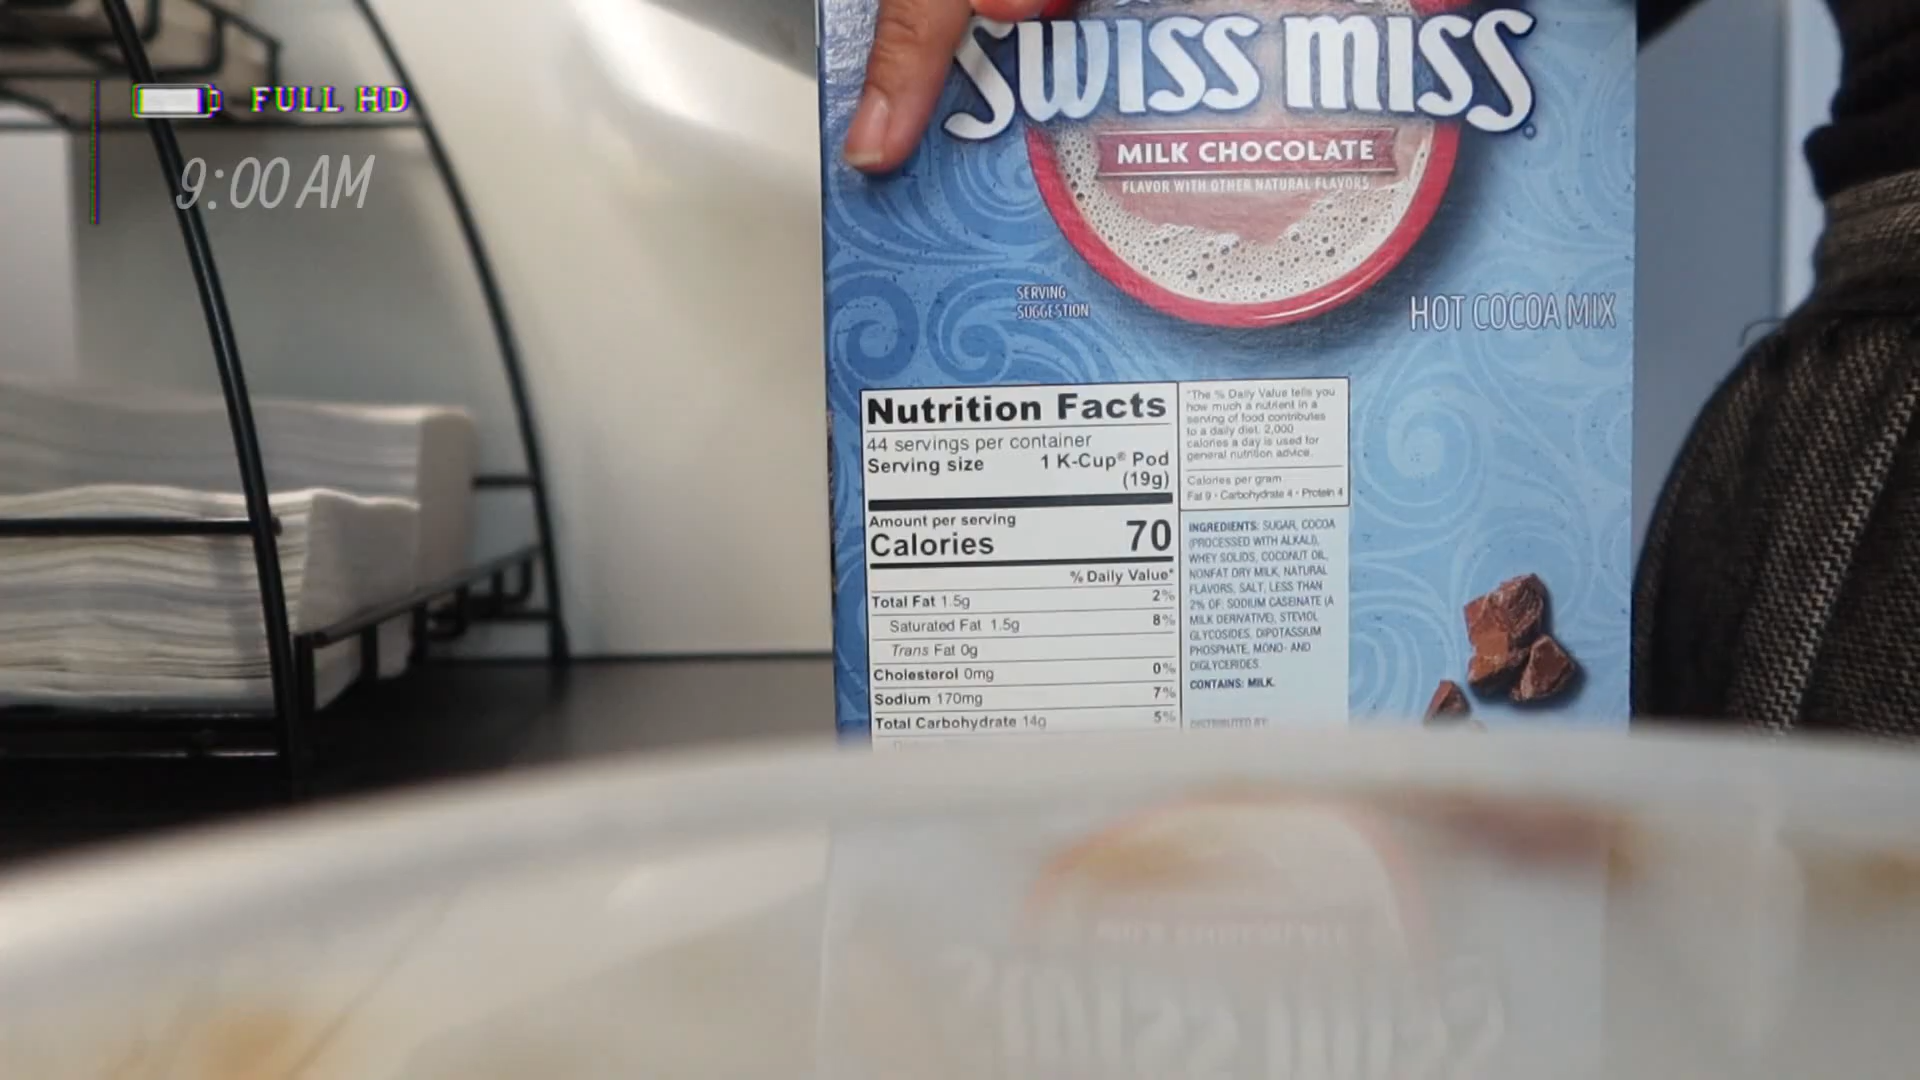 FULL HD
9:00 AM
SWISS MISS
MILK CHOCOLATE
FLAVOR WITH OTHER NATURAL FLAVORS
SERVING
SUGGESTION
HOT COCOA MIX
Nutrition Facts
44 servings per container
Serving size 1 K-Cup® Pod
(19g)
Amount per serving
Calories 70
% Daily Value*
Total Fat 1.5g 2%
Saturated Fat 1.5g 8%
Trans Fat 0g
Cholesterol 0mg 0%
Sodium 170mg 7%
Total Carbohydrate 14g 5%
*The % Daily Value tells you
how much a nutrient in a
serving of food contributes
to a daily diet. 2,000
calories a day is used for
general nutrition advice.
Calories per gram
Fat 9 • Carbohydrate 4 • Protein 4
INGREDIENTS: SUGAR, COCOA
(PROCESSED WITH ALKALI),
WHEY SOLIDS, COCONUT OIL,
NONFAT DRY MILK, NATURAL
FLAVORS, SALT, LESS THAN
2% OF: SODIUM CASEINATE (A
MILK DERIVATIVE), STEVIOL
GLYCOSIDES, DIPOTASSIUM
PHOSPHATE, MONO- AND
DIGLYCERIDES.
CONTAINS: MILK.
DISTRIBUTED BY: